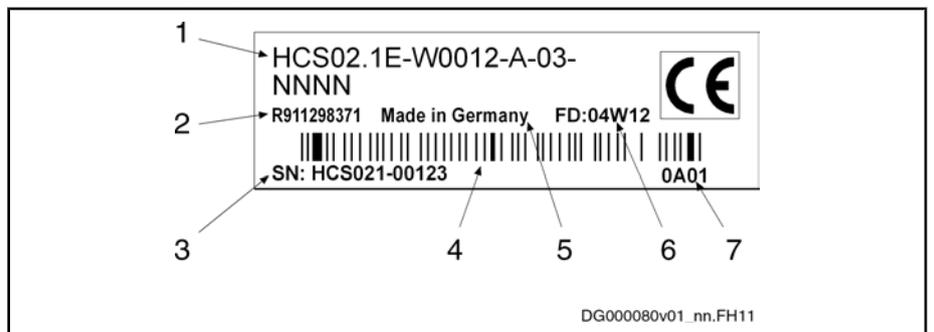 1
HCS02.1E-W0012-A-03-
NNNN
CE
2
R911298371 Made in Germany FD:04W12
SN: HCS021-00123 0A01
3 4 5 6 7
DG000080v01_nn.FH11